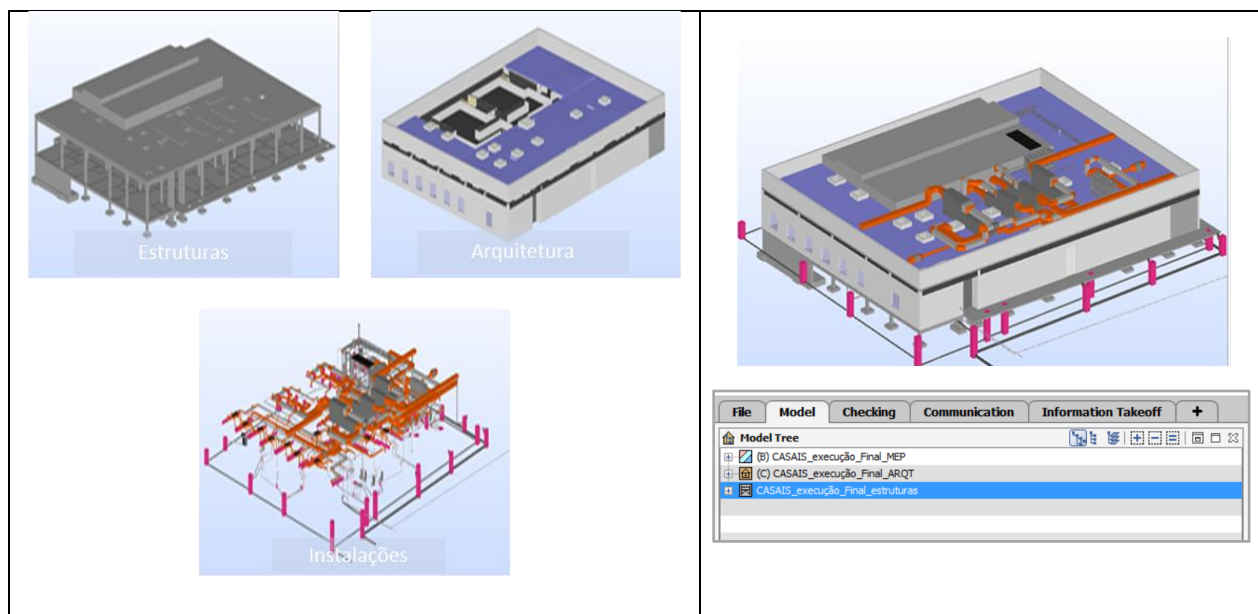 Estruturas
Arquitetura
Instalações
File Model Checking Communication Information Takeoff +
Model Tree
(B) CASAIS_execução_Final_MEP
(C) CASAIS_execução_Final_ARQT
CASAIS_execução_Final_estruturas